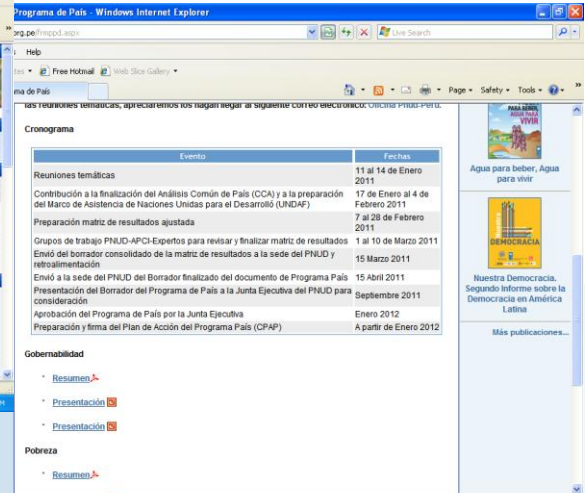 Programa de País - Windows Internet Explorer
org.pe/frmppd.aspx
Live Search
Help
Free Hotmail
Web Slice Gallery
ma de País
Page
Safety
Tools
las reuniones temáticas, apreciaremos los hagan llegar al siguiente correo electrónico: Oficina Pnud-Perú.
Cronograma
Evento Fechas
Reuniones temáticas 11 al 14 de Enero
2011
Contribución a la finalización del Análisis Común de País (CCA) y a la preparación 17 de Enero al 4 de
del Marco de Asistencia de Naciones Unidas para el Desarrollo (UNDAF) Febrero 2011
Preparación matriz de resultados ajustada 7 al 28 de Febrero
2011
Grupos de trabajo PNUD-APCI-Expertos para revisar y finalizar matriz de resultados 1 al 10 de Marzo 2011
Envió del borrador consolidado de la matriz de resultados a la sede del PNUD y 15 Marzo 2011
retroalimentación
Envió a la sede del PNUD del Borrador finalizado del documento de Programa País 15 Abril 2011
Presentación del Borrador del Programa de País a la Junta Ejecutiva del PNUD para Septiembre 2011
consideración
Aprobación del Programa de País por la Junta Ejecutiva Enero 2012
Preparación y firma del Plan de Acción del Programa País (CPAP) A partir de Enero 2012
Gobernabilidad
Resumen
Presentación
Presentación
Pobreza
Resumen
PARA BEBER,
AGUA PARA
VIVIR
Agua para beber, Agua
para vivir
Nuestra
DEMOCRACIA
Nuestra Democracia.
Segundo Informe sobre la
Democracia en América
Latina
Más publicaciones...